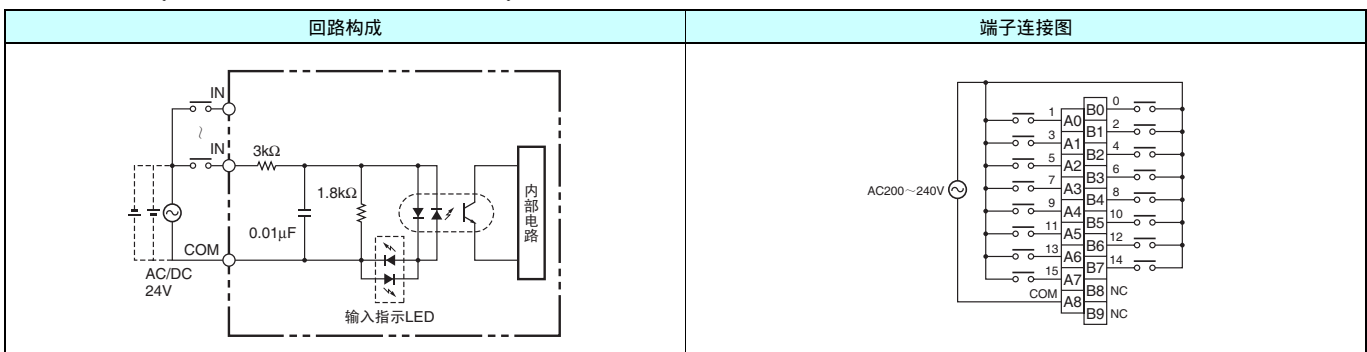 回路构成
端子连接图
IN
IN
3kΩ
1.8kΩ
0.01μF
COM
AC/DC
24V
输入指示LED
内部电路
AC200～240V
1 A0 B0 0
3 A1 B1 2
5 A2 B2 4
7 A3 B3 6
9 A4 B4 8
11 A5 B5 10
13 A6 B6 12
15 A7 B7 14
COM A8 B8 NC
B9 NC